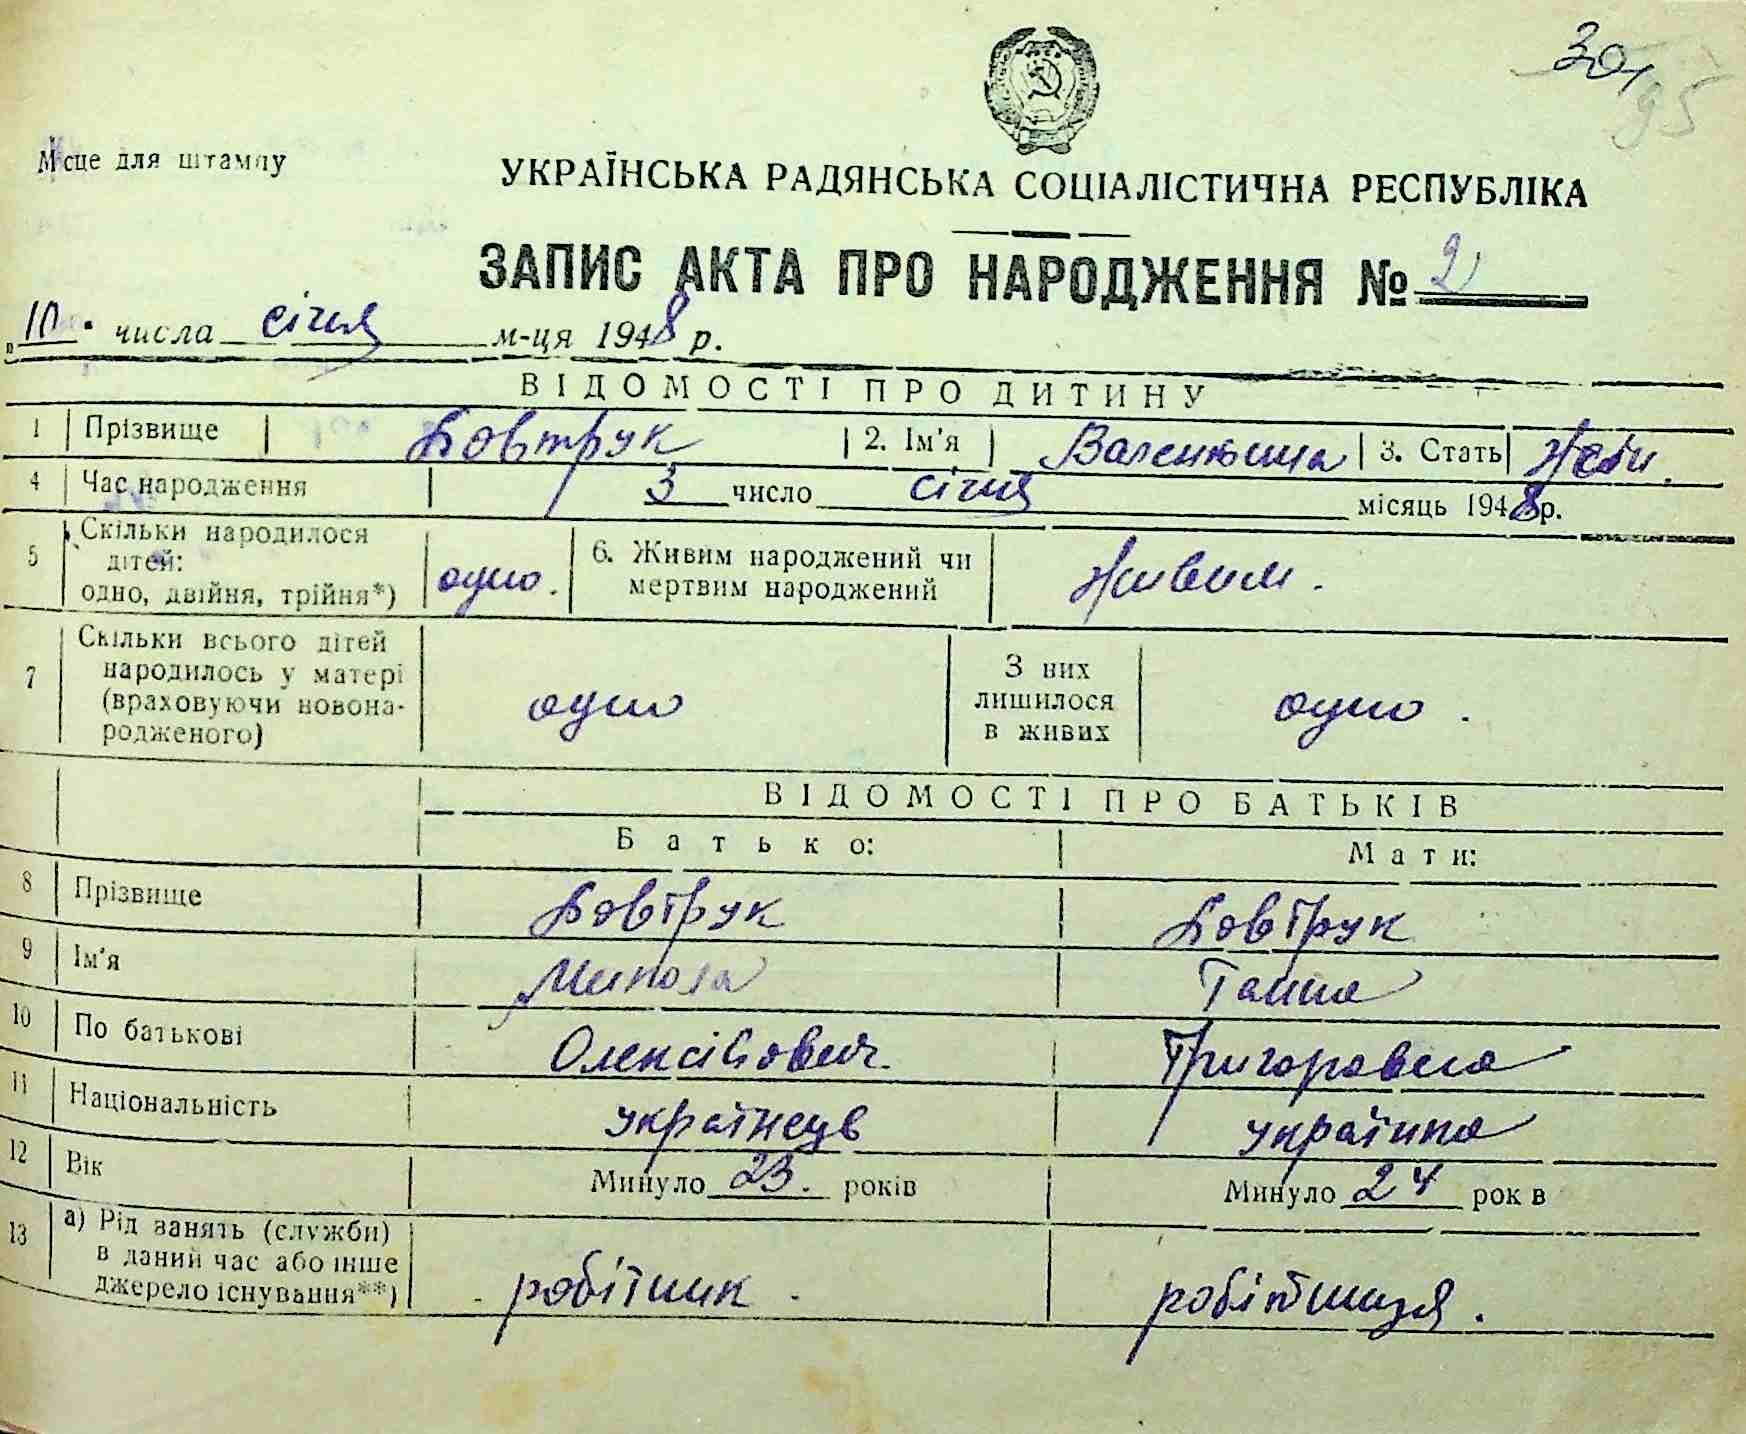 30
95
Місце для штампу
УКРАЇНСЬКА РАДЯНСЬКА СОЦІАЛІСТИЧНА РЕСПУБЛІКА
ЗАПИС АКТА ПРО НАРОДЖЕННЯ № 2
„10" числа січня м-ця 1948 р.
ВІДОМОСТІ ПРО ДИТИНУ
1 Прізвище Довтрук 2. Ім'я Валентина 3. Стать Жін.
4 Час народження 3 число січня місяць 1948 р.
5 Скільки народилося дітей: одно, двійня, трійня*) одно. 6. Живим народжений чи мертвим народжений Живим.
7 Скільки всього дітей народилось у матері (враховуючи новонародженого) одно З них лишилося в живих одно.
ВІДОМОСТІ ПРО БАТЬКІВ
Батько: Мати:
8 Прізвище Довтрук Довтрук
9 Ім'я Микола Ганна
10 По батькові Олексійович Григоровна
11 Національність українець українка
12 Вік Минуло 23. років Минуло 24 років
13 а) Рід занять (служби) в даний час або інше джерело існування**) робітник робітниця.